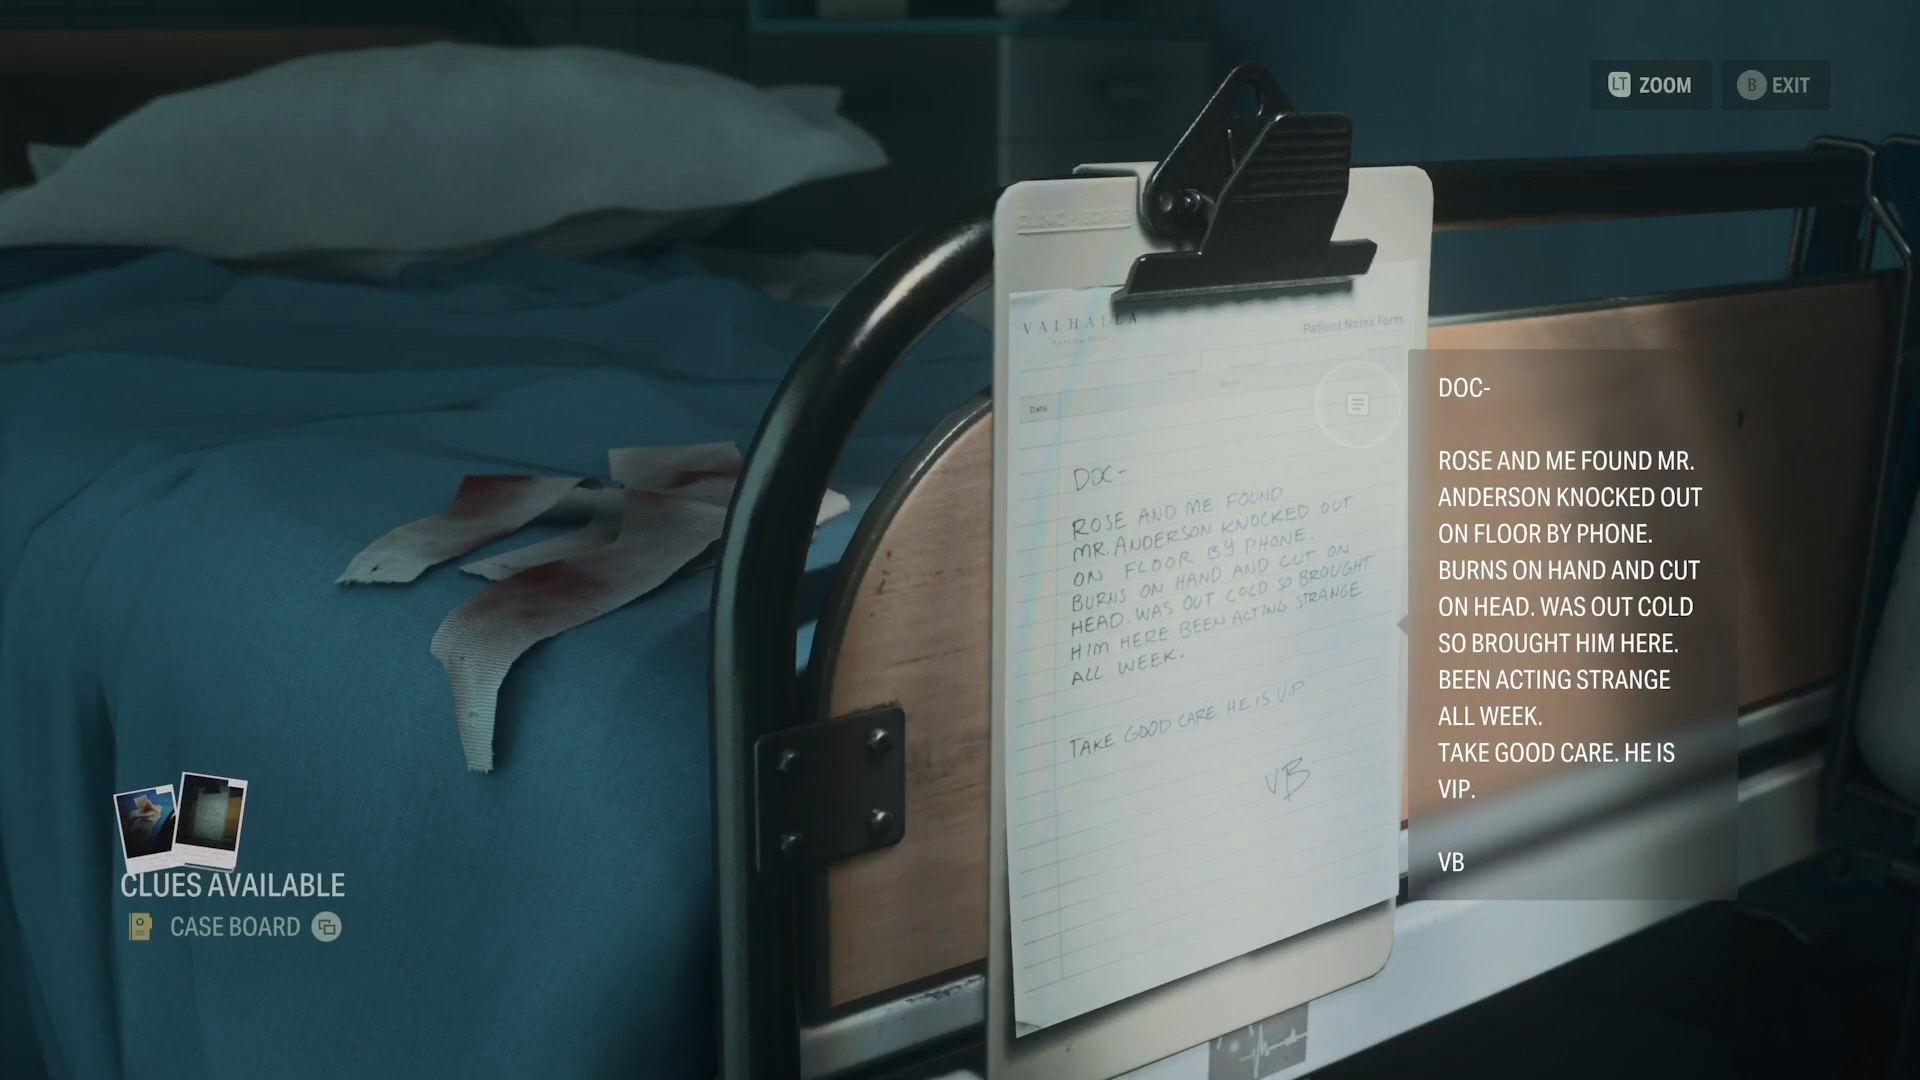 LT ZOOM
B EXIT
VALHALLA
Patient Notes Form
Date
DOC-
ROSE AND ME FOUND
MR. ANDERSON KNOCKED OUT
ON FLOOR BY PHONE.
BURNS ON HAND AND CUT ON
HEAD. WAS OUT COLD SO BROUGHT
HIM HERE. BEEN ACTING STRANGE
ALL WEEK.
TAKE GOOD CARE. HE IS VIP
VB
DOC-
ROSE AND ME FOUND MR.
ANDERSON KNOCKED OUT
ON FLOOR BY PHONE.
BURNS ON HAND AND CUT
ON HEAD. WAS OUT COLD
SO BROUGHT HIM HERE.
BEEN ACTING STRANGE
ALL WEEK.
TAKE GOOD CARE. HE IS
VIP.
VB
CLUES AVAILABLE
CASE BOARD